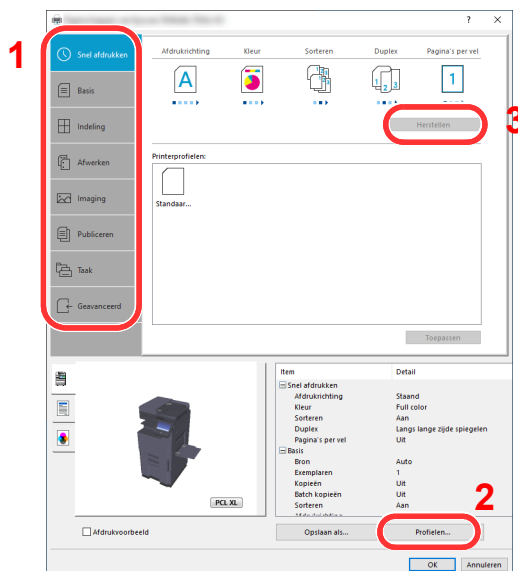 ?
1
Snel afdrukken
Basis
Indeling
Afwerken
Imaging
Publiceren
Taak
Geavanceerd
Afdrukrichting Kleur Sorteren Duplex Pagina's per vel
A 1 2 3 1
Herstellen
3
Printerprofielen:
Standaar...
Toepassen
PCL XL
Afdrukvoorbeeld
Item Detail
Snel afdrukken
Afdrukrichting Staand
Kleur Full color
Sorteren Aan
Duplex Langs lange zijde spiegelen
Pagina's per vel Uit
Basis
Bron Auto
Exemplaren 1
Kopieën Uit
Batch kopieën Uit
Sorteren Aan
2
Opslaan als... Profielen...
OK Annuleren